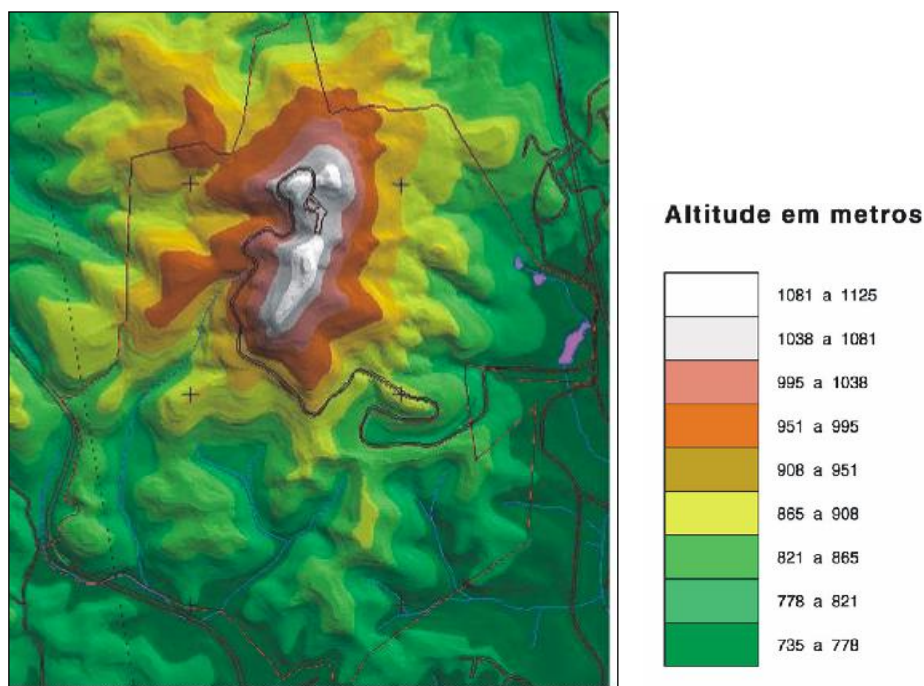 Altitude em metros
1081 a 1125
1038 a 1081
995 a 1038
951 a 995
908 a 951
865 a 908
821 a 865
778 a 821
735 a 778